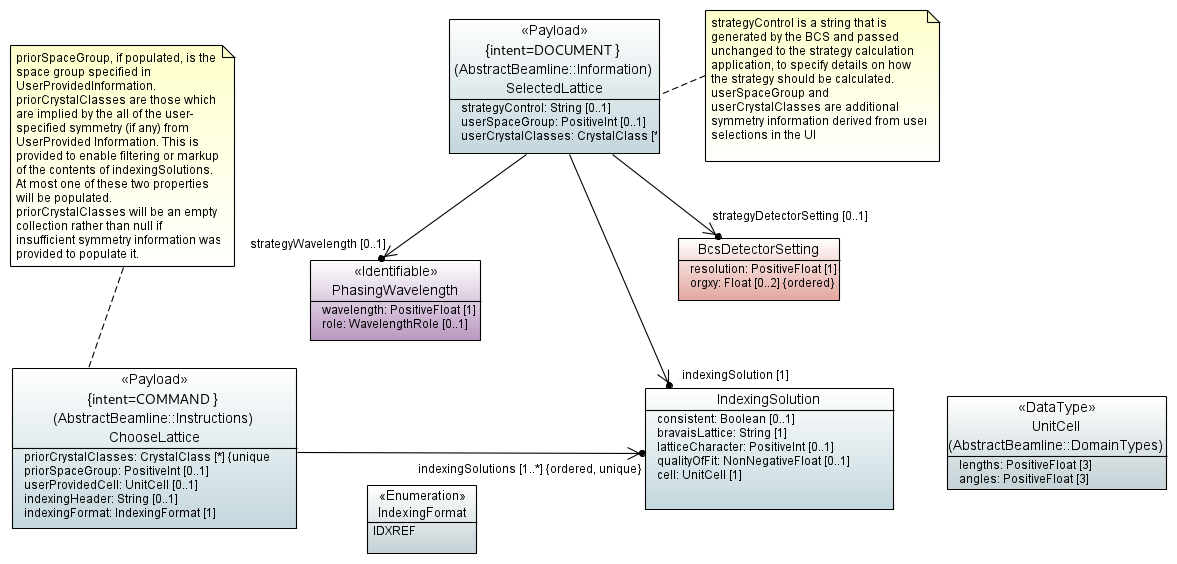 «Payload»
{intent=DOCUMENT }
(AbstractBeamline::Information)
SelectedLattice
strategyControl: String [0..1]
userSpaceGroup: PositiveInt [0..1]
userCrystalClasses: CrystalClass [*
strategyControl is a string that is
generated by the BCS and passed
unchanged to the strategy calculation
application, to specify details on how
the strategy should be calculated.
userSpaceGroup and
userCrystalClasses are additional
symmetry information derived from user
selections in the UI
priorSpaceGroup, if populated, is the
space group specified in
UserProvidedInformation.
priorCrystalClasses are those which
are implied by the all of the user-
specified symmetry (if any) from
UserProvided Information. This is
provided to enable filtering or markup
of the contents of indexingSolutions.
At most one of these two properties
will be populated.
priorCrystalClasses will be an empty
collection rather than null if
insufficient symmetry information was
provided to populate it.
strategyWavelength [0..1]
strategyDetectorSetting [0..1]
«Identifiable»
PhasingWavelength
wavelength: PositiveFloat [1]
role: WavelengthRole [0..1]
BcsDetectorSetting
resolution: PositiveFloat [1]
orgxy: Float [0..2] {ordered}
«Payload»
{intent=COMMAND }
(AbstractBeamline::Instructions)
ChooseLattice
priorCrystalClasses: CrystalClass [*] {unique
priorSpaceGroup: PositiveInt [0..1]
userProvidedCell: UnitCell [0..1]
indexingHeader: String [0..1]
indexingFormat: IndexingFormat [1]
indexingSolution [1]
indexingSolutions [1..*] {ordered, unique}
IndexingSolution
consistent: Boolean [0..1]
bravaisLattice: String [1]
latticeCharacter: PositiveInt [0..1]
qualityOfFit: NonNegativeFloat [0..1]
cell: UnitCell [1]
«DataType»
UnitCell
(AbstractBeamline::DomainTypes)
lengths: PositiveFloat [3]
angles: PositiveFloat [3]
«Enumeration»
IndexingFormat
IDXREF